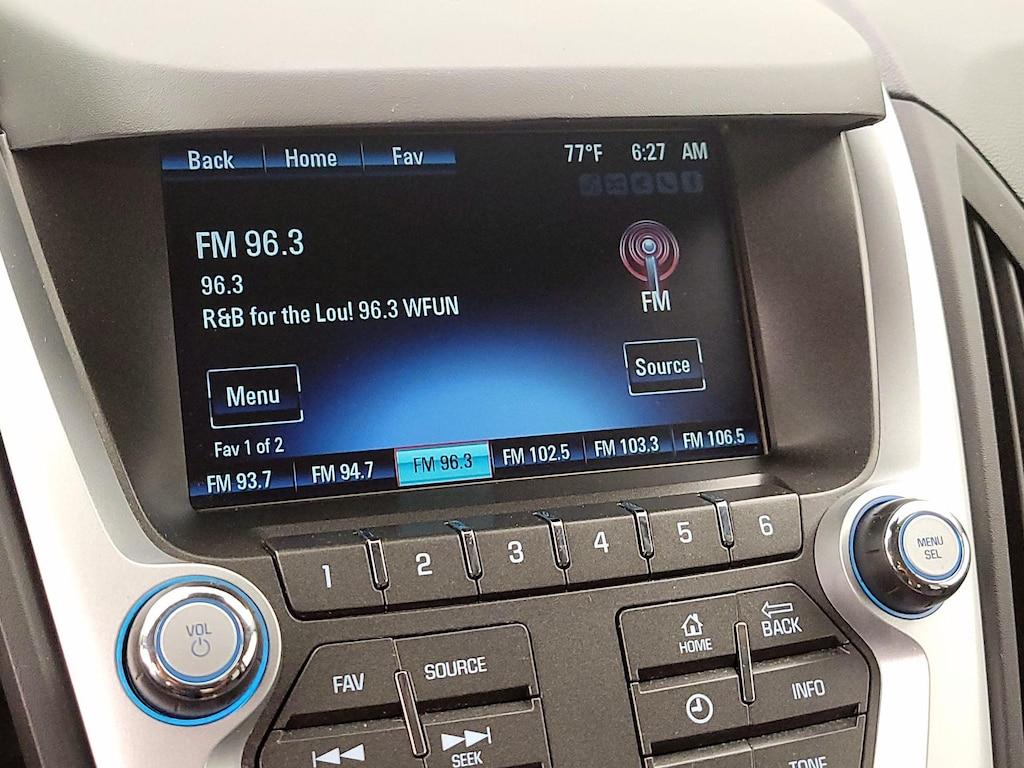 Back Home Fav 77°F 6:27 AM
FM 96.3
96.3
R&B for the Lou! 96.3 WFUN
FM
Menu
Source
Fav 1 of 2
FM 93.7 FM 94.7 FM 96.3 FM 102.5 FM 103.3 FM 106.5
1 2 3 4 5 6
MENU
SEL
VOL
FAV SOURCE
HOME
BACK
INFO
SEEK
TONE